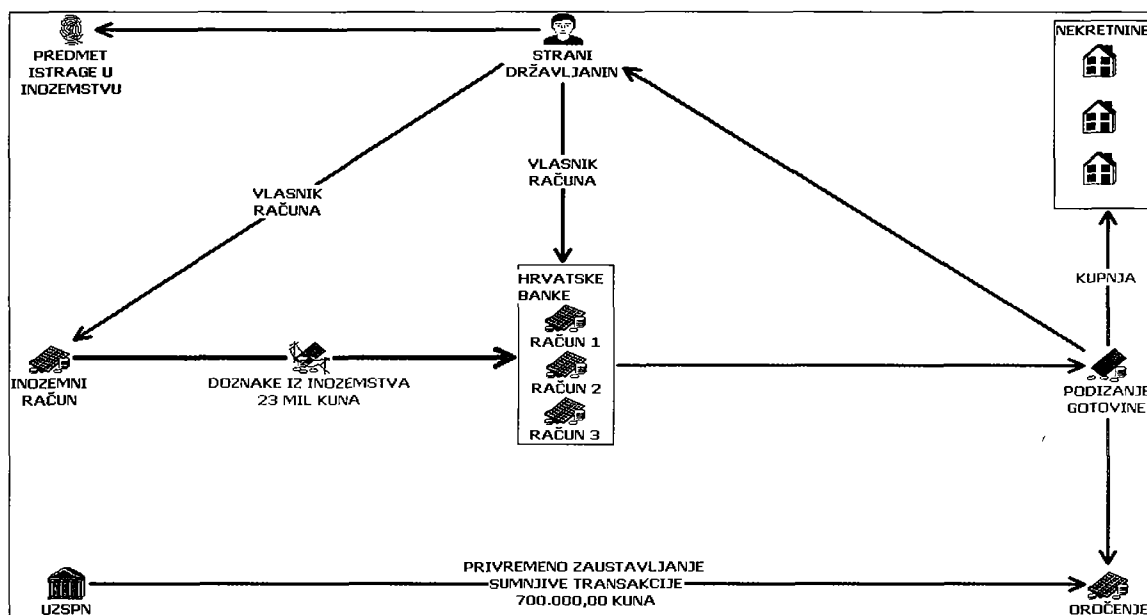 PREDMET
ISTRAGE U
INOZEMSTVU
STRANI
DRŽAVLJANIN
NEKRETNINE
VLASNIK
RAČUNA
VLASNIK
RAČUNA
HRVATSKE
BANKE
RAČUN 1
RAČUN 2
RAČUN 3
KUPNJA
INOZEMNI
RAČUN
DOZNAKE IZ INOZEMSTVA
23 MIL KUNA
PODIZANJE
GOTOVINE
UZSPN
PRIVREMENO ZAUSTAVLJANJE
SUMNJIVE TRANSAKCIJE
700.000,00 KUNA
OROČENJE